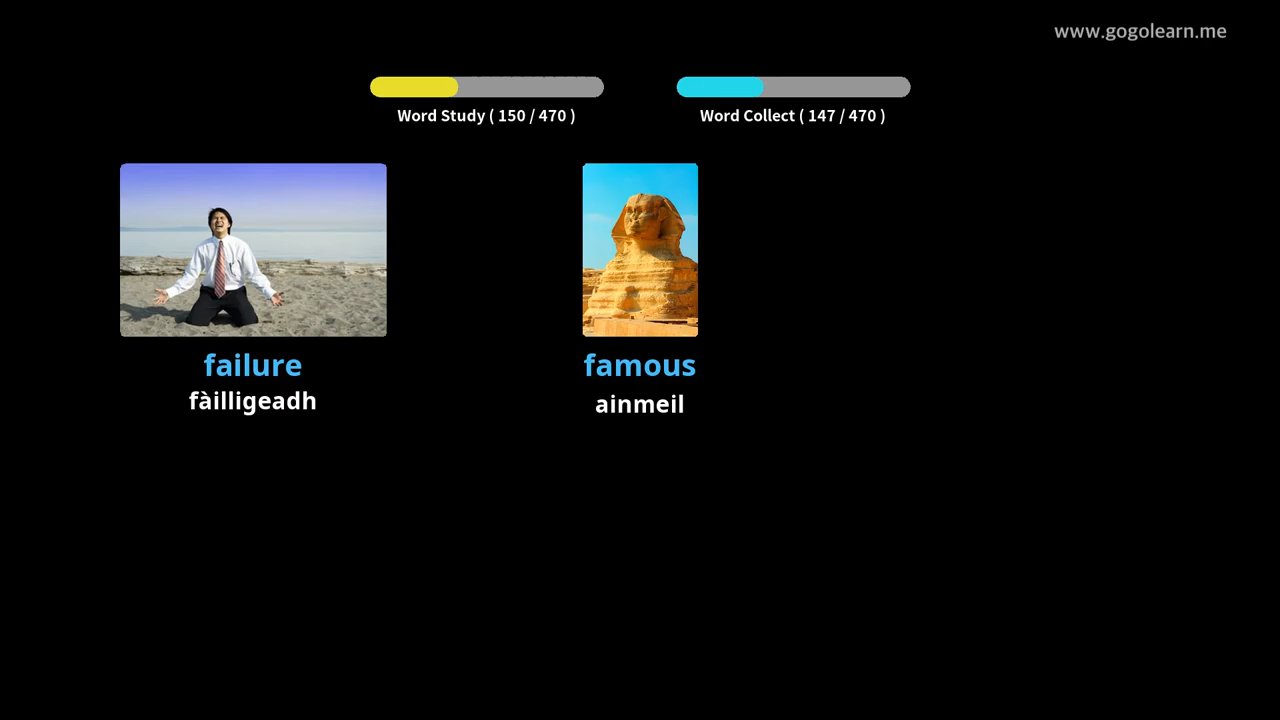 www.gogolearn.me
Word Study ( 150 / 470 )
Word Collect ( 147 / 470 )
failure
fàilligeadh
famous
ainmeil